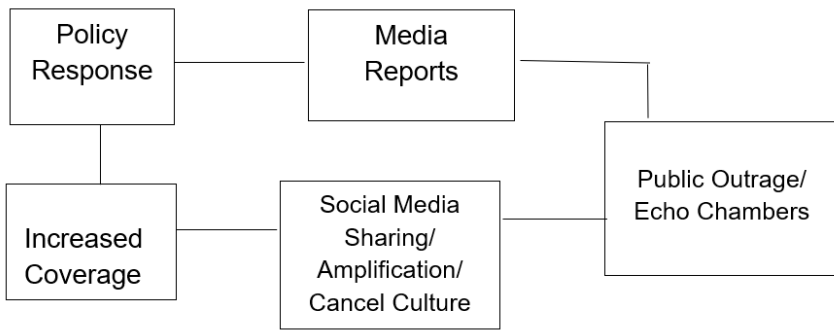 Policy
Response
Media
Reports
Public Outrage/
Echo Chambers
Increased
Coverage
Social Media
Sharing/
Amplification/
Cancel Culture